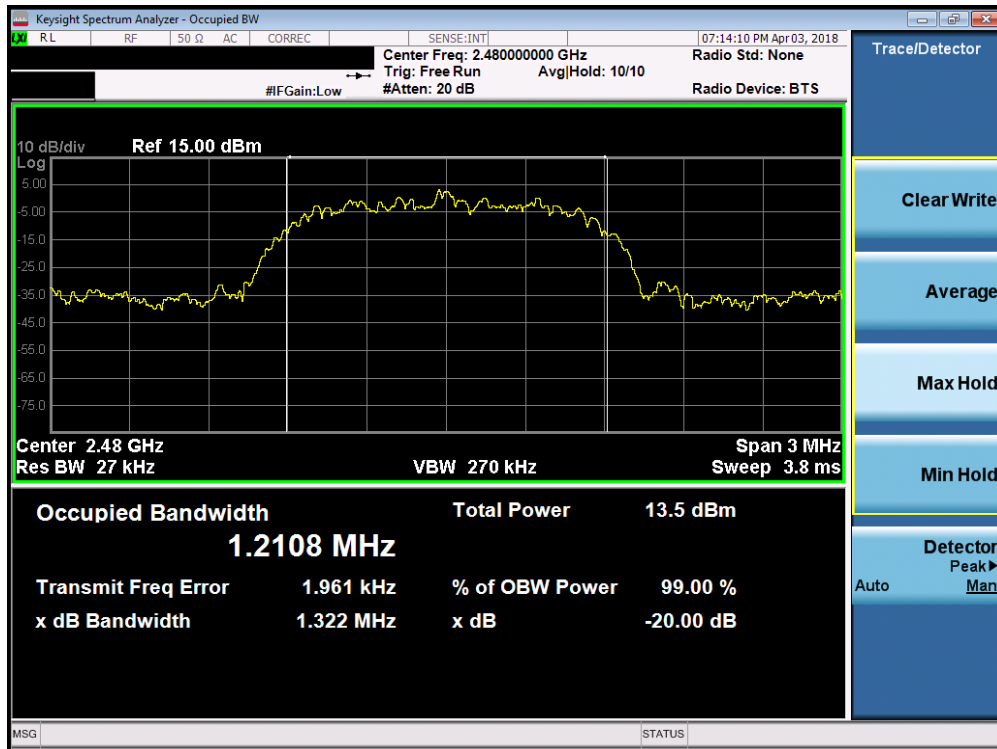 Keysight Spectrum Analyzer - Occupied BW
LXI RL RF 50 Ω AC CORREC SENSE:INT 07:14:10 PM Apr 03, 2018
Center Freq: 2.480000000 GHz Radio Std: None
Trig: Free Run Avg|Hold: 10/10
#IFGain:Low #Atten: 20 dB Radio Device: BTS
10 dB/div Ref 15.00 dBm
Log
5.00
-5.00
-15.0
-25.0
-35.0
-45.0
-55.0
-65.0
-75.0
Center 2.48 GHz Span 3 MHz
Res BW 27 kHz VBW 270 kHz Sweep 3.8 ms
Occupied Bandwidth Total Power 13.5 dBm
1.2108 MHz
Transmit Freq Error 1.961 kHz % of OBW Power 99.00 %
x dB Bandwidth 1.322 MHz x dB -20.00 dB
MSG STATUS
Trace/Detector
Clear Write
Average
Max Hold
Min Hold
Detector
Peak▶
Auto Man